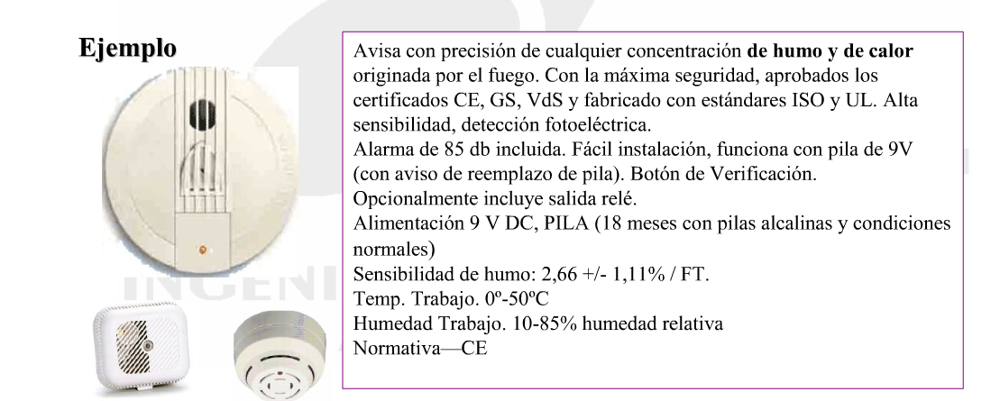 Ejemplo
Avisa con precisión de cualquier concentración de humo y de calor
originada por el fuego. Con la máxima seguridad, aprobados los
certificados CE, GS, VdS y fabricado con estándares ISO y UL. Alta
sensibilidad, detección fotoeléctrica.
Alarma de 85 db incluida. Fácil instalación, funciona con pila de 9V
(con aviso de reemplazo de pila). Botón de Verificación.
Opcionalmente incluye salida relé.
Alimentación 9 V DC, PILA (18 meses con pilas alcalinas y condiciones
normales)
Sensibilidad de humo: 2,66 +/- 1,11% / FT.
Temp. Trabajo. 0º-50ºC
Humedad Trabajo. 10-85% humedad relativa
Normativa—CE
INGENI